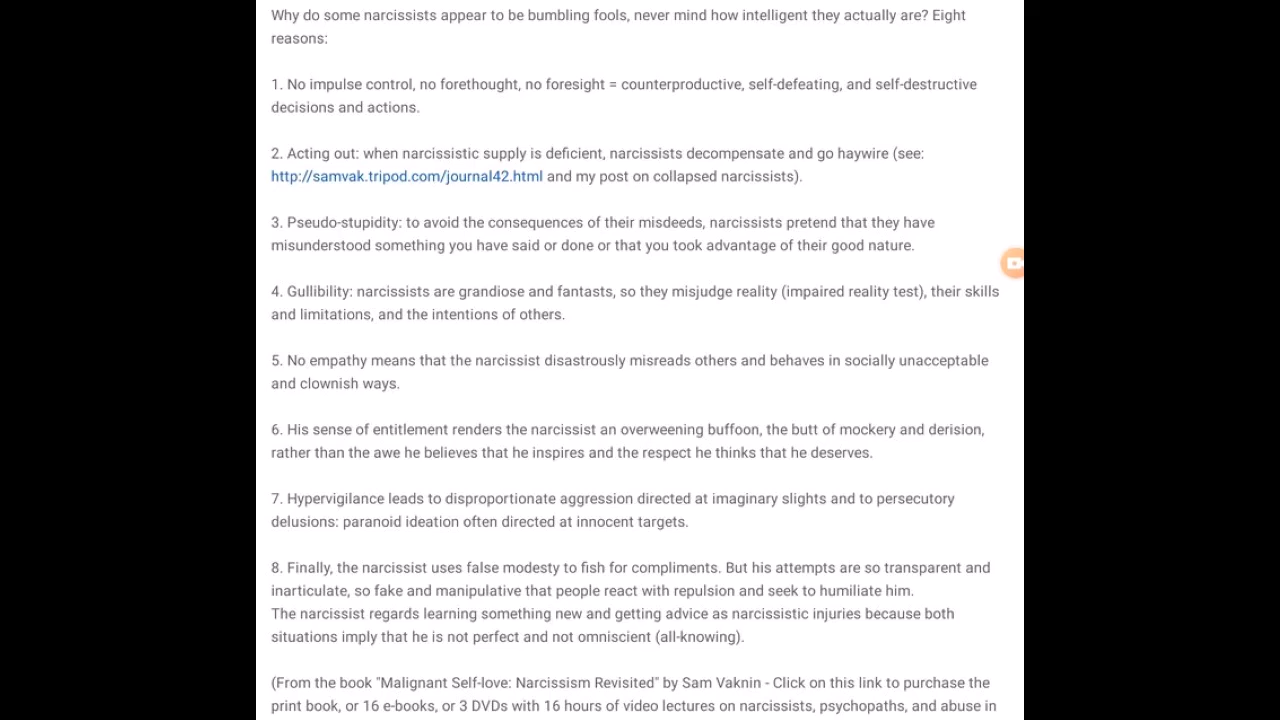 Why do some narcissists appear to be bumbling fools, never mind how intelligent they actually are? Eight
reasons:
1. No impulse control, no forethought, no foresight = counterproductive, self-defeating, and self-destructive
decisions and actions.
2. Acting out: when narcissistic supply is deficient, narcissists decompensate and go haywire (see:
http://samvak.tripod.com/journal42.html and my post on collapsed narcissists).
3. Pseudo-stupidity: to avoid the consequences of their misdeeds, narcissists pretend that they have
misunderstood something you have said or done or that you took advantage of their good nature.
4. Gullibility: narcissists are grandiose and fantasts, so they misjudge reality (impaired reality test), their skills
and limitations, and the intentions of others.
5. No empathy means that the narcissist disastrously misreads others and behaves in socially unacceptable
and clownish ways.
6. His sense of entitlement renders the narcissist an overweening buffoon, the butt of mockery and derision,
rather than the awe he believes that he inspires and the respect he thinks that he deserves.
7. Hypervigilance leads to disproportionate aggression directed at imaginary slights and to persecutory
delusions: paranoid ideation often directed at innocent targets.
8. Finally, the narcissist uses false modesty to fish for compliments. But his attempts are so transparent and
inarticulate, so fake and manipulative that people react with repulsion and seek to humiliate him.
The narcissist regards learning something new and getting advice as narcissistic injuries because both
situations imply that he is not perfect and not omniscient (all-knowing).
(From the book "Malignant Self-love: Narcissism Revisited" by Sam Vaknin - Click on this link to purchase the
print book, or 16 e-books, or 3 DVDs with 16 hours of video lectures on narcissists, psychopaths, and abuse in